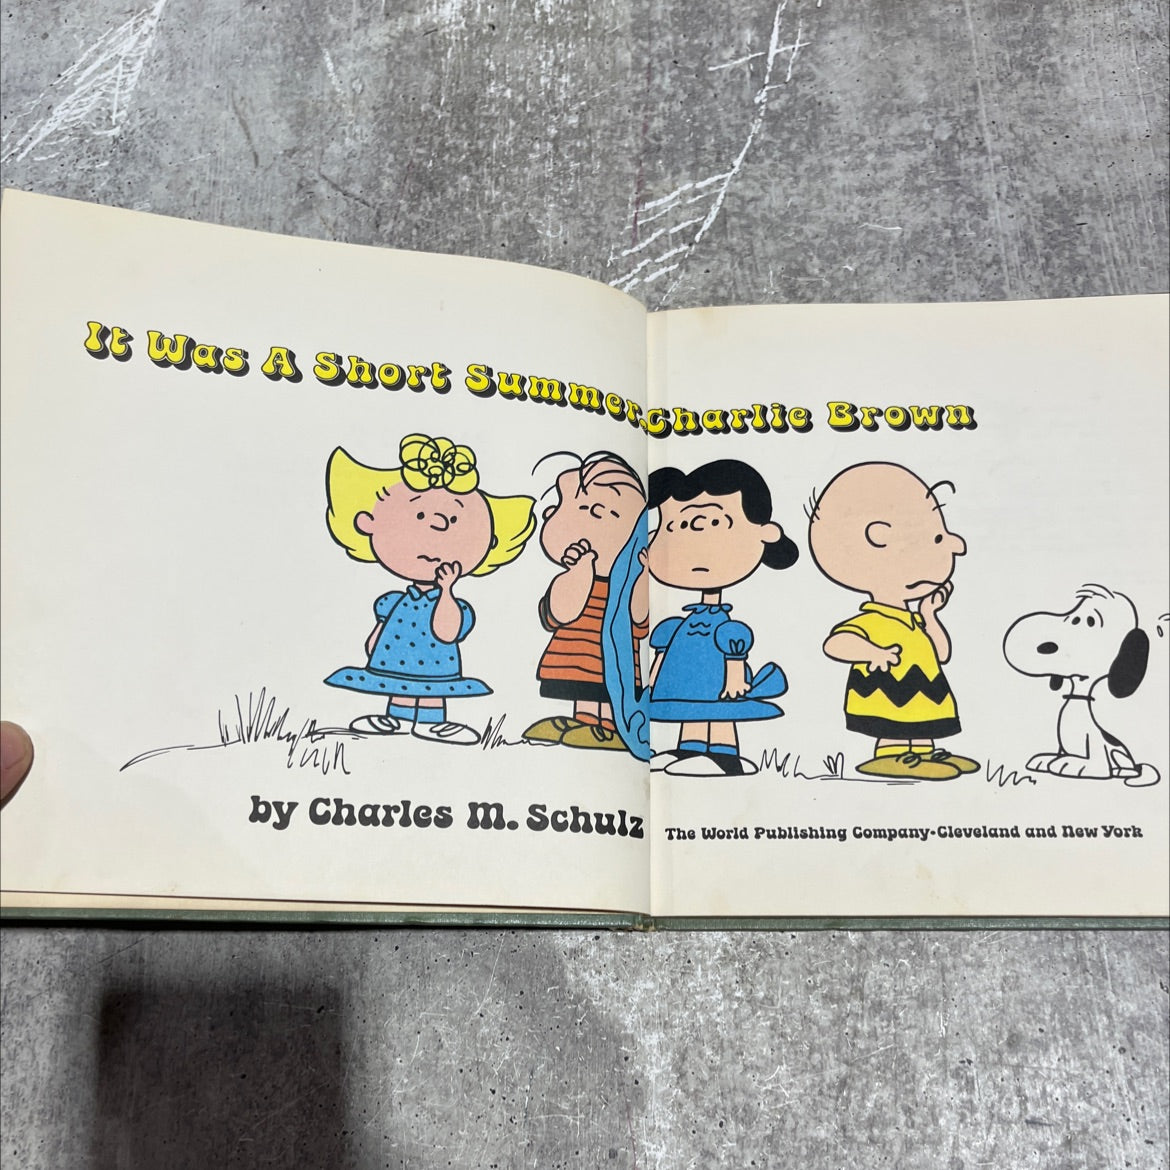 It Was A Short Summer, Charlie Brown
by Charles M. Schulz
The World Publishing Company•Cleveland and New York